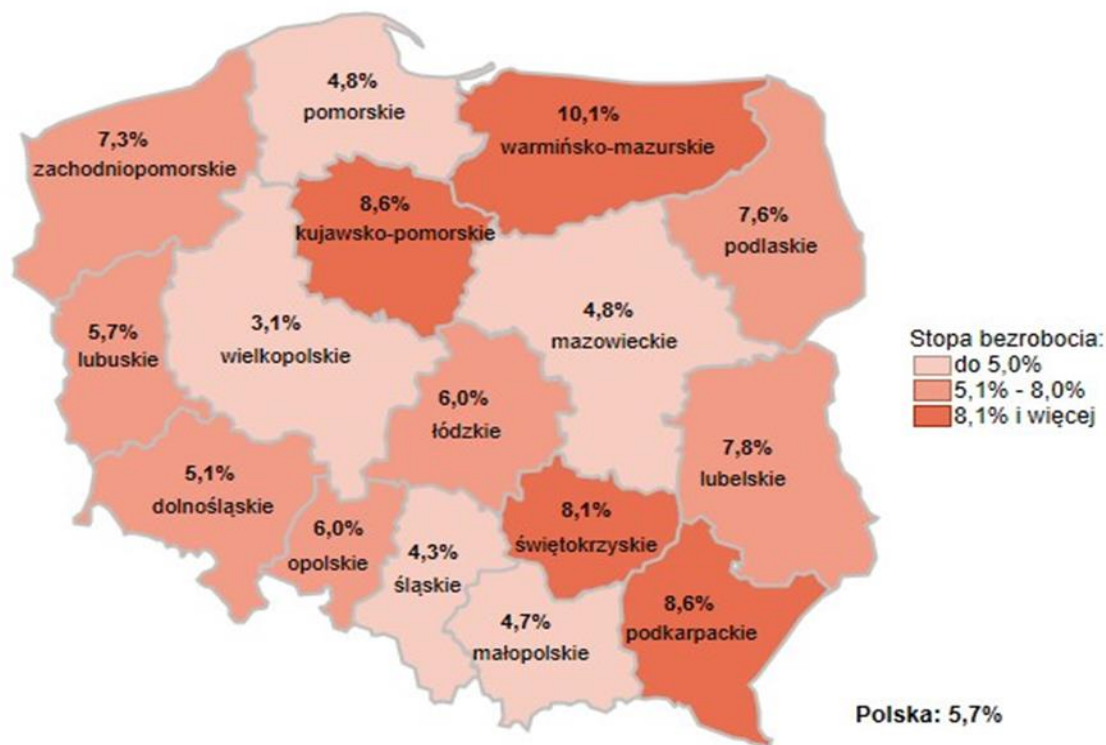 4,8%
pomorskie
10,1%
warmińsko-mazurskie
7,3%
zachodniopomorskie
8,6%
kujawsko-pomorskie
7,6%
podlaskie
5,7%
lubuskie
3,1%
wielkopolskie
4,8%
mazowieckie
Stopa bezrobocia:
do 5,0%
5,1% - 8,0%
8,1% i więcej
6,0%
łódzkie
7,8%
lubelskie
5,1%
dolnośląskie
6,0%
opolskie
4,3%
śląskie
8,1%
świętokrzyskie
4,7%
małopolskie
8,6%
podkarpackie
Polska: 5,7%